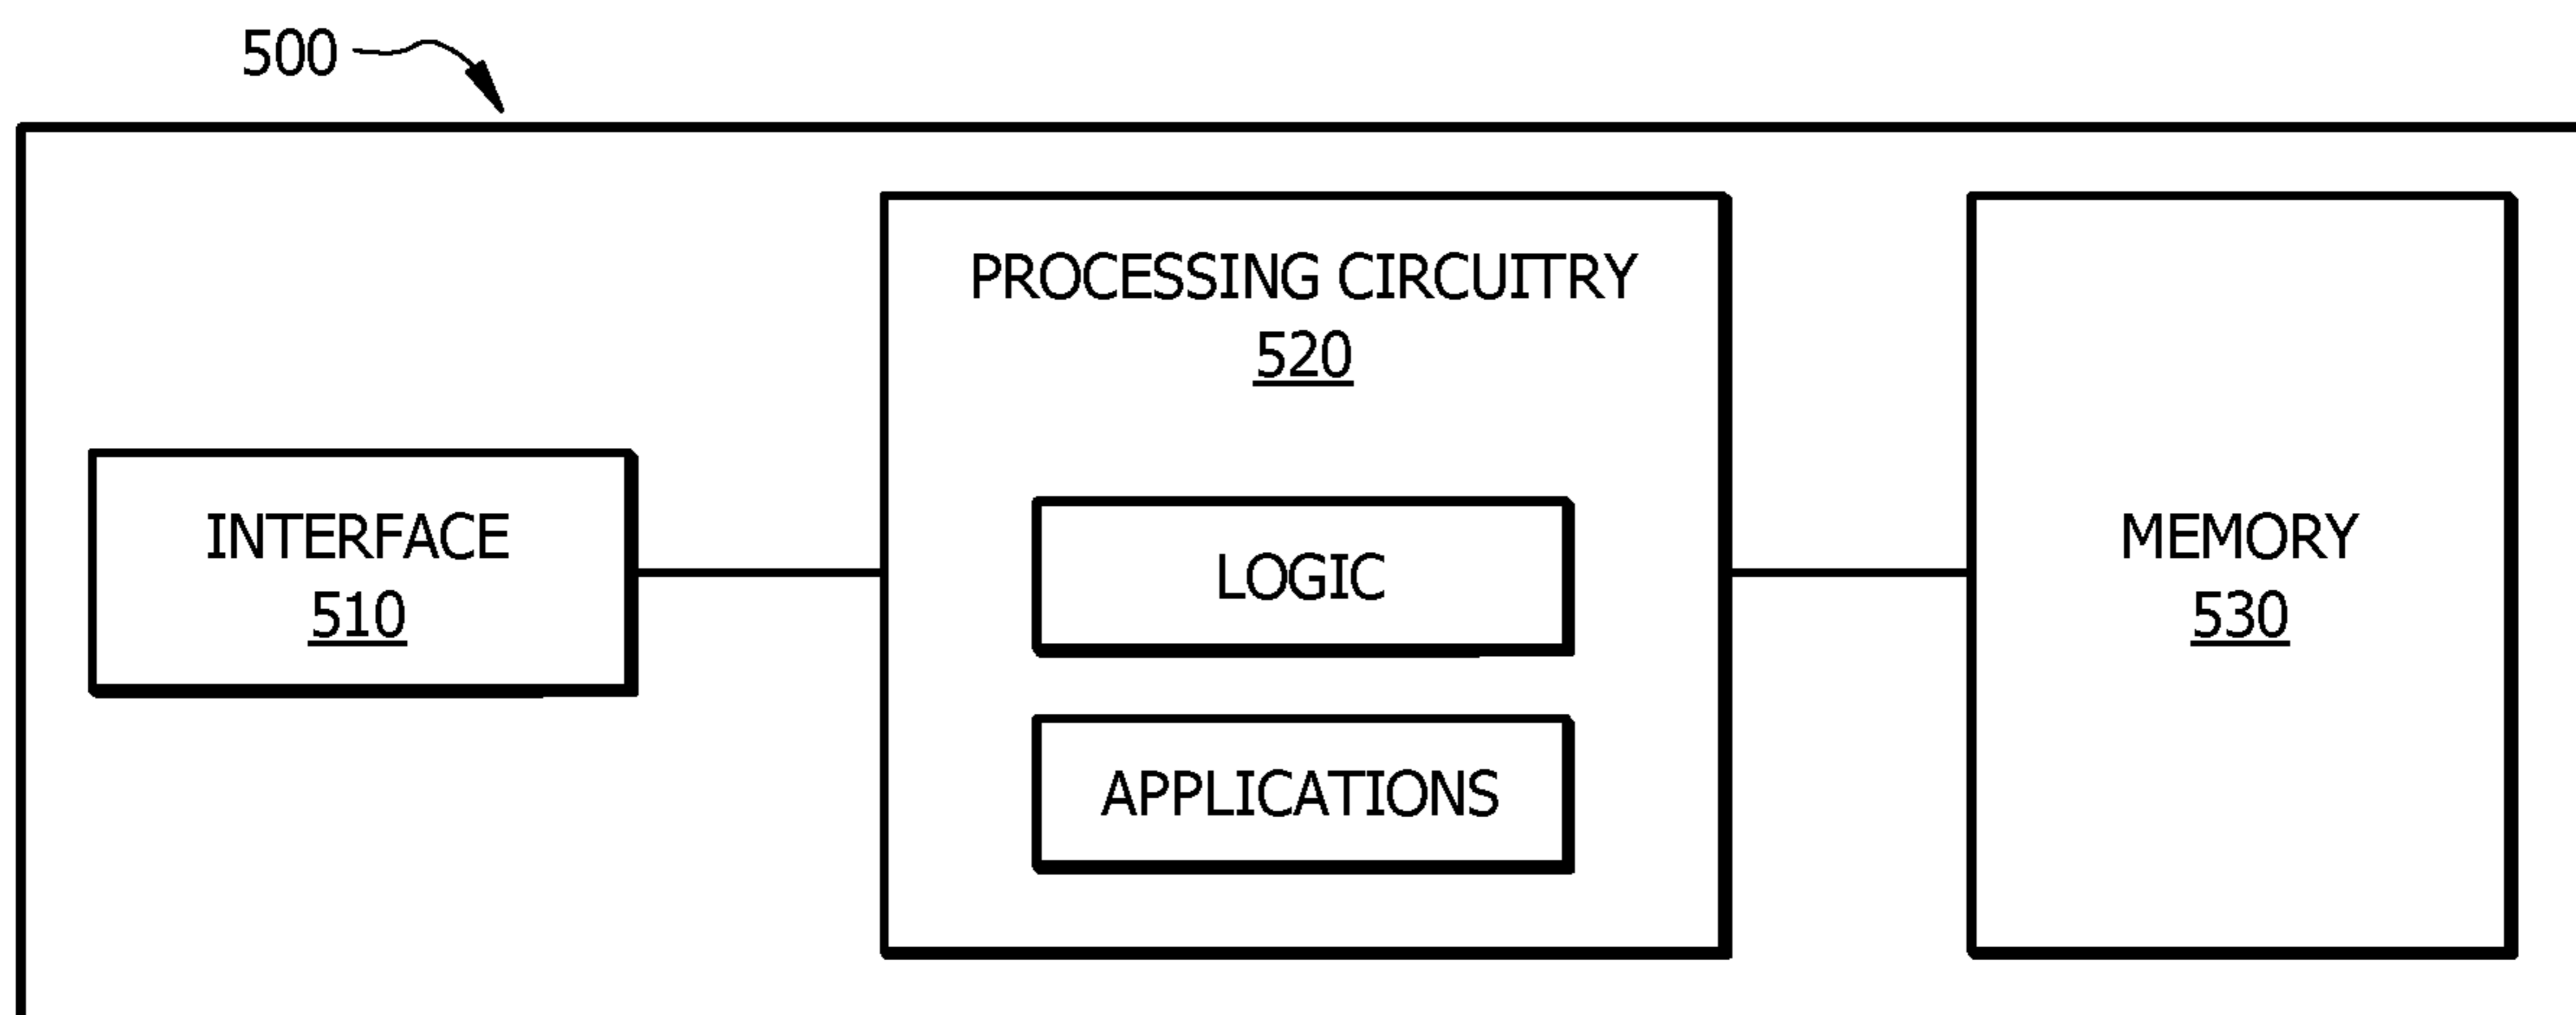 500
PROCESSING CIRCUITRY
520
INTERFACE
510
LOGIC
APPLICATIONS
MEMORY
530